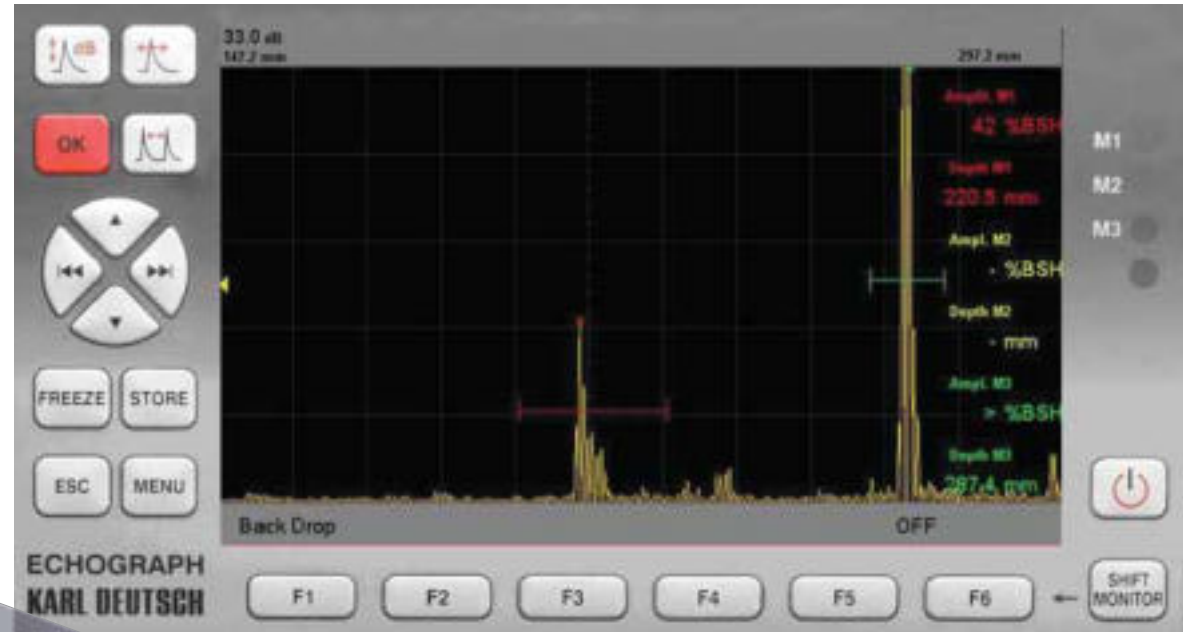 dB
33.0 dB
147.2 mm
297.2 mm
Ampl. M1
42 %BSH
Depth M1
220.5 mm
Ampl. M2
- %BSH
Depth M2
- mm
Ampl. M3
> %BSH
Depth M3
287.4 mm
OK
M1
M2
M3
FREEZE
STORE
ESC
MENU
Back Drop
OFF
ECHOGRAPH
KARL DEUTSCH
F1
F2
F3
F4
F5
F6
SHIFT
MONITOR